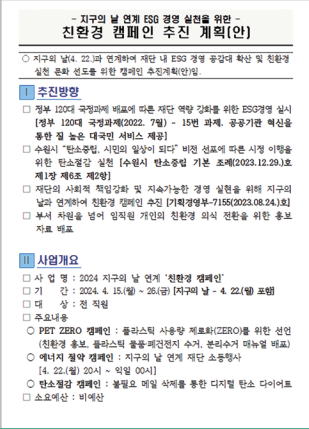 - 지구의 날 연계 ESG 경영 실천을 위한 -
친환경 캠페인 추진 계획(안)
○ 지구의 날(4. 22.)과 연계하여 재단 내 ESG 경영 공감대 확산 및 친환경
실천 문화 선도를 위한 캠페인 추진계획(안)임.
Ⅰ 추진방향
□ 정부 120대 국정과제 배포에 따른 재단 역량 강화를 위한 ESG경영 실시
[정부 120대 국정과제(2022. 7월) - 15번 과제. 공공기관 혁신을
통한 질 높은 대국민 서비스 제공]
□ 수원시 "탄소중립, 시민의 일상이 되다" 비전 선포에 따른 시정 이행을
위한 탄소절감 실천 [수원시 탄소중립 기본 조례(2023.12.29.)호
제1장 제6조 제2항]
□ 재단의 사회적 책임강화 및 지속가능한 경영 실현을 위해 지구의
날과 연계하여 친환경 캠페인 추진 [기획경영부-7155(2023.08.24.)호]
□ 부서 차원을 넘어 임직원 개인의 친환경 의식 전환을 위한 홍보
자료 배포
Ⅱ 사업개요
□ 사 업 명 : 2024 지구의 날 연계 '친환경 캠페인'
□ 기 간 : 2024. 4. 15.(월) ~ 26.(금) [지구의 날 - 4. 22.(월) 포함]
□ 대 상 : 전 직원
□ 주요내용
○ PET ZERO 캠페인 : 플라스틱 사용량 제로화(ZERO)를 위한 선언
(친환경 홍보, 플라스틱 물품·폐건전지 수거, 분리수거 매뉴얼 배포)
○ 에너지 절약 캠페인 : 지구의 날 연계 재단 소등행사
[4. 22.(월) 20시 ~ 익일 00시]
○ 탄소절감 캠페인 : 불필요 메일 삭제를 통한 디지털 탄소 다이어트
□ 소요예산 : 비예산